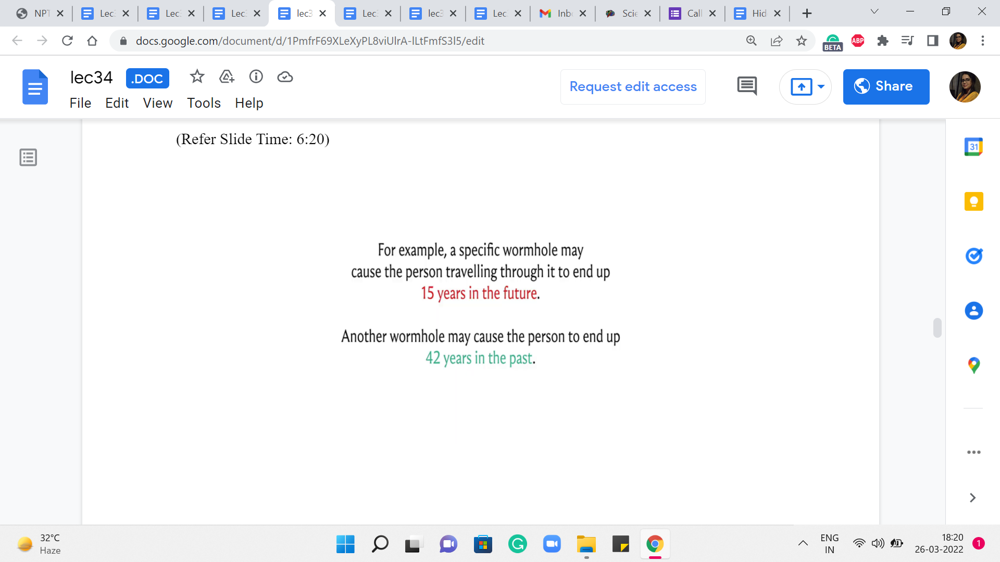 NPT
Lec
Lec
Lec
lec3
Lec
lec3
Lec
Inb
Scie
Call
Hid
docs.google.com/document/d/1PmfrF69XLeXyPL8viUlrA-lLtFmfS3l5/edit
ABP
BETA
lec34 .DOC
Request edit access
Share
File Edit View Tools Help
(Refer Slide Time: 6:20)
31
For example, a specific wormhole may
cause the person travelling through it to end up
15 years in the future.
Another wormhole may cause the person to end up
42 years in the past.
32°C
Haze
ENG
IN
18:20
26-03-2022
1